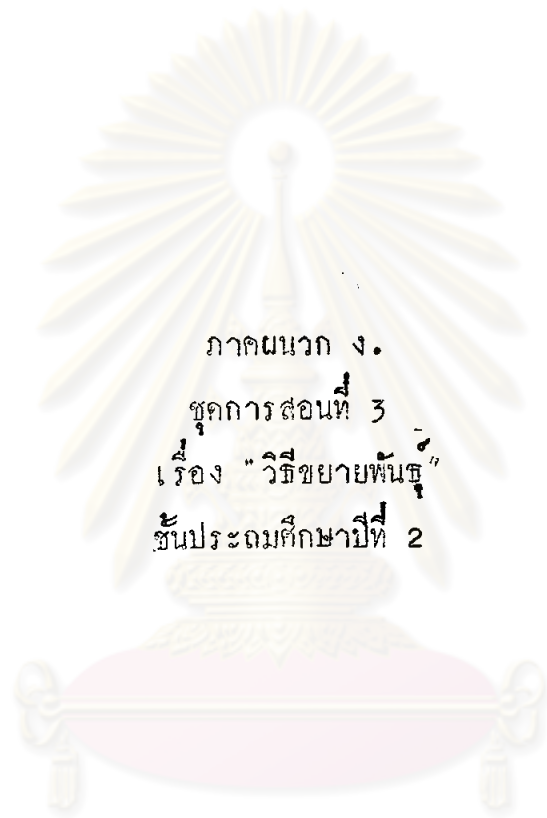 ภาคผนวก ง.
ชุดการสอนที่ 3
เรื่อง "วิธีขยายพันธุ์"
ชั้นประถมศึกษาปีที่ 2